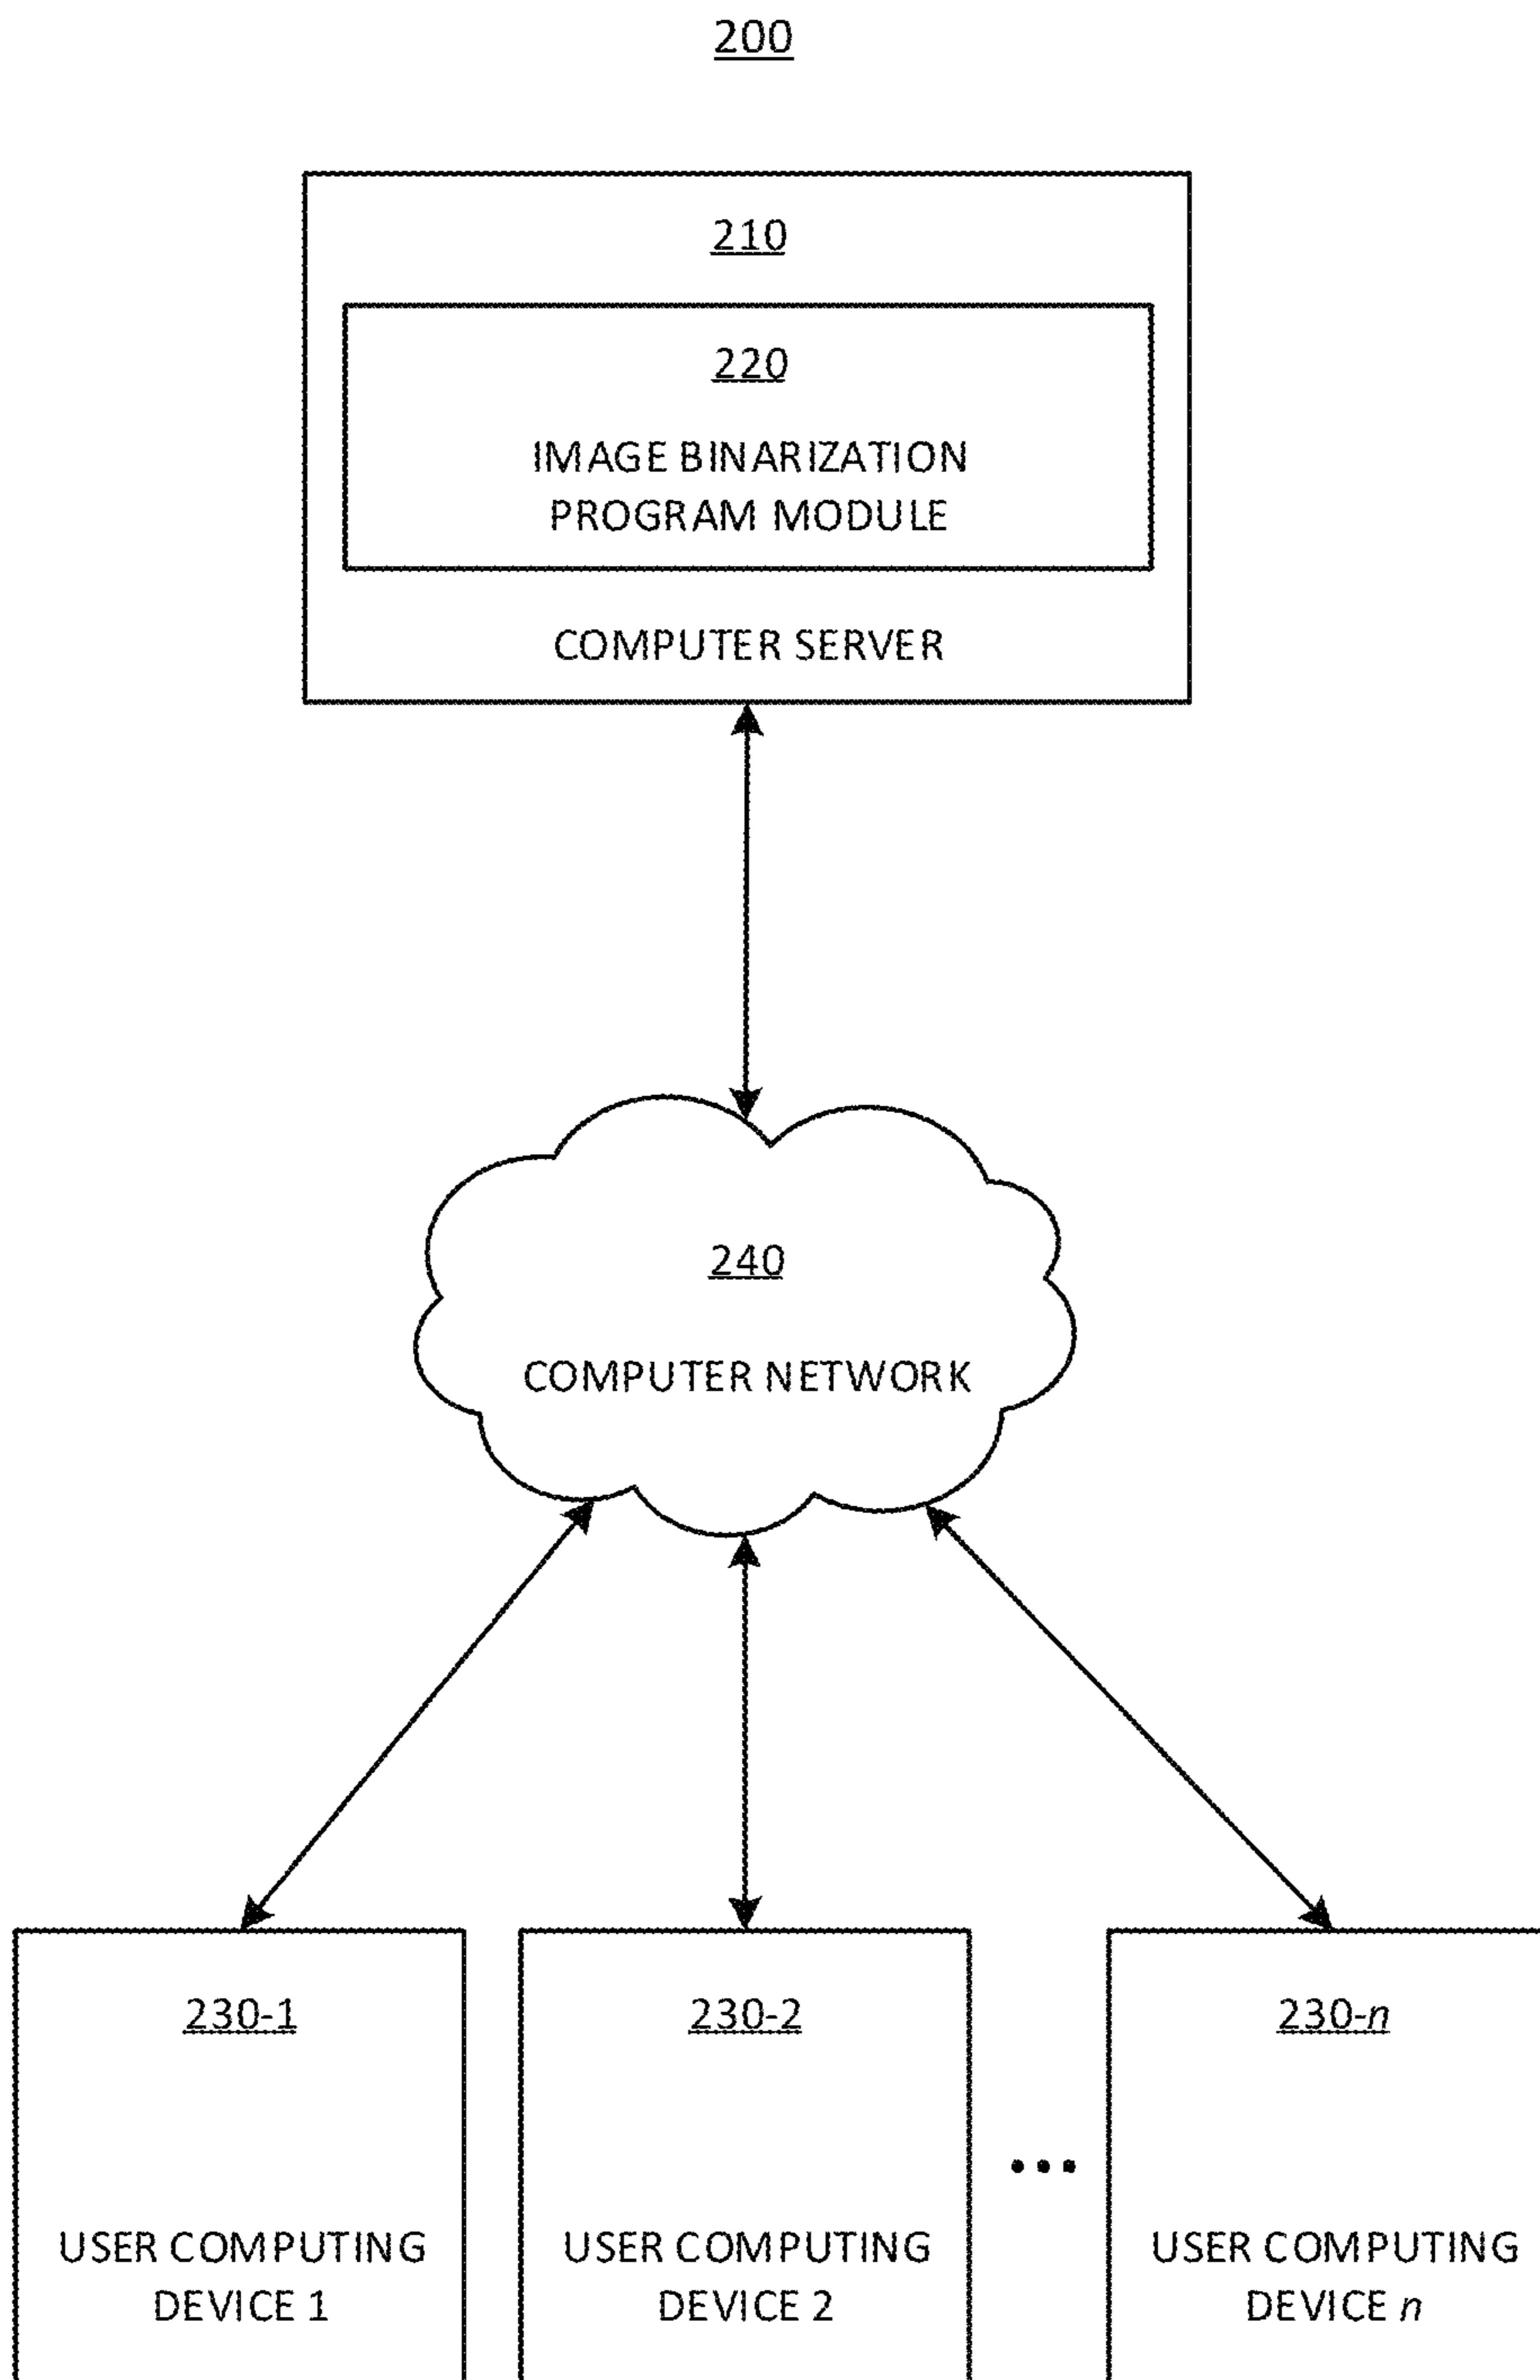 200
210
220
IMAGE BINARIZATION
PROGRAM MODULE
COMPUTER SERVER
240
COMPUTER NETWORK
230-1
USER COMPUTING
DEVICE 1
230-2
USER COMPUTING
DEVICE 2
...
230-n
USER COMPUTING
DEVICE n